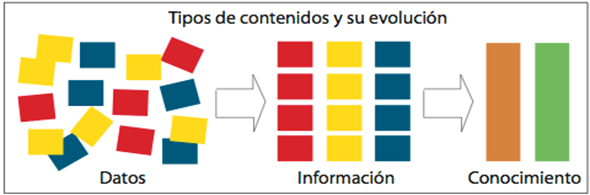 Tipos de contenidos y su evolución
Datos
Información
Conocimiento